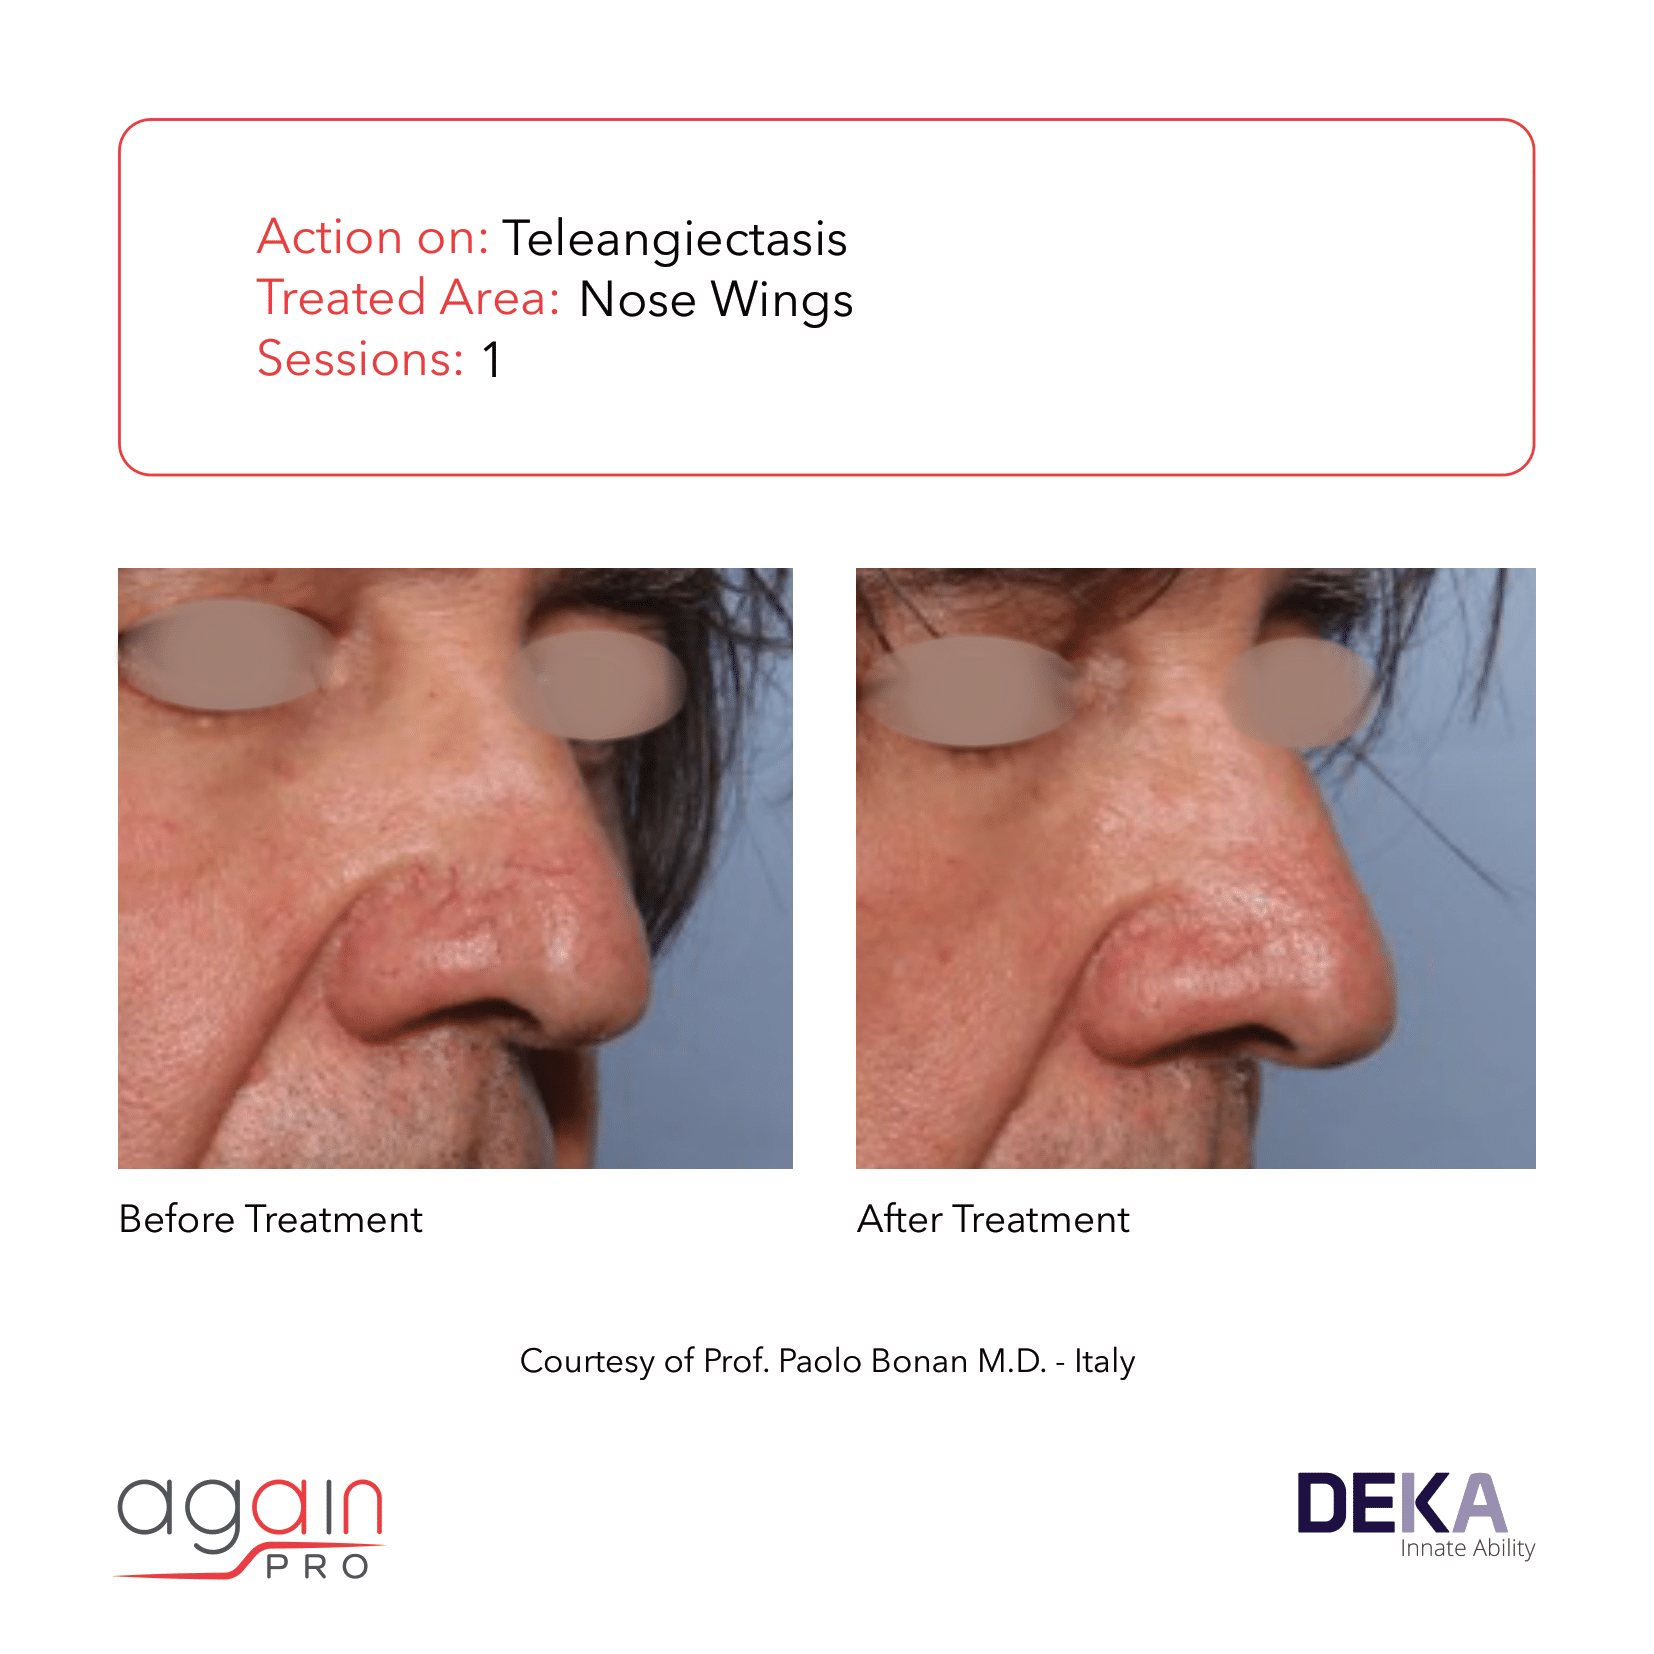 Action on: Teleangiectasis
Treated Area: Nose Wings
Sessions: 1
Before Treatment
After Treatment
Courtesy of Prof. Paolo Bonan M.D. - Italy
again
PRO
DEKA
Innate Ability